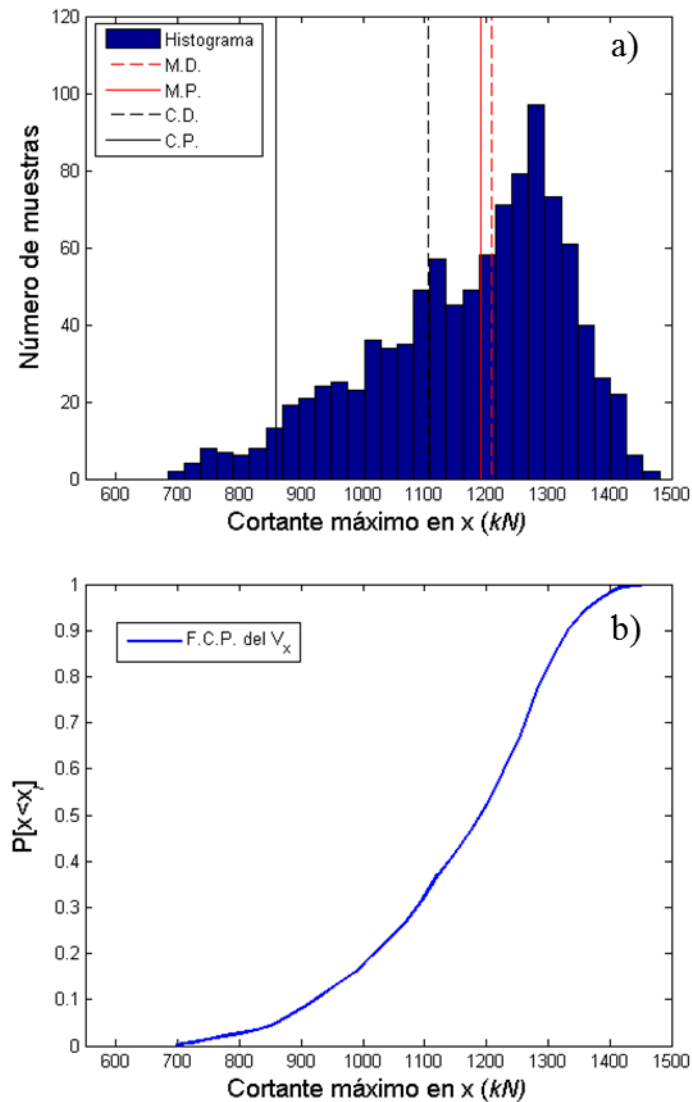 120
100
80
60
40
20
0
Número de muestras
Histograma
M.D.
M.P.
C.D.
C.P.
a)
600 700 800 900 1000 1100 1200 1300 1400 1500
Cortante máximo en x (kN)
1
0.9
0.8
0.7
0.6
0.5
0.4
0.3
0.2
0.1
0
P[x<x_i]
F.C.P. del V_x
b)
600 700 800 900 1000 1100 1200 1300 1400 1500
Cortante máximo en x (kN)